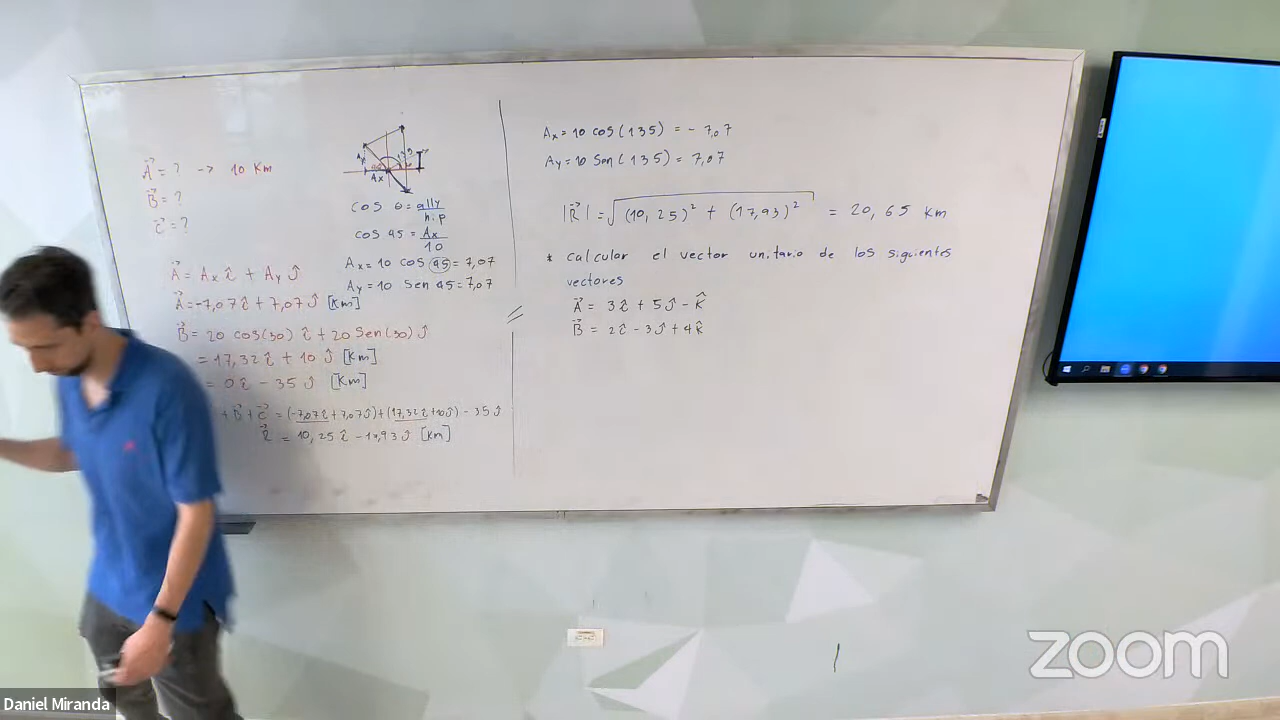 A⃗ = ? -> 10 Km
B⃗ = ?
C⃗ = ?
Ax
cos θ = ady/hip
cos 45 = Ax/10
Ax = 10 cos 45 = 7,07
Ay = 10 sen 45 = 7,07
A⃗ = Ax î + Ay ĵ
A⃗ = -7,07 î + 7,07 ĵ [Km]
B⃗ = 20 cos(30) î + 20 sen(30) ĵ
= 17,32 î + 10 ĵ [Km]
= 0 î - 35 ĵ [Km]
+ B⃗ + C⃗ = (-7,07 î + 7,07 ĵ) + (17,32 î + 10 ĵ) - 35 ĵ
R⃗ = 10,25 î - 17,93 ĵ [Km]
Ax = 10 cos(135) = - 7,07
Ay = 10 sen(135) = 7,07
|R⃗| = √(10,25)² + (17,93)² = 20,65 Km
* calcular el vector unitario de los siguientes
vectores
A⃗ = 3 î + 5 ĵ - k̂
B⃗ = 2 î - 3 ĵ + 4 k̂
zoom
Daniel Miranda